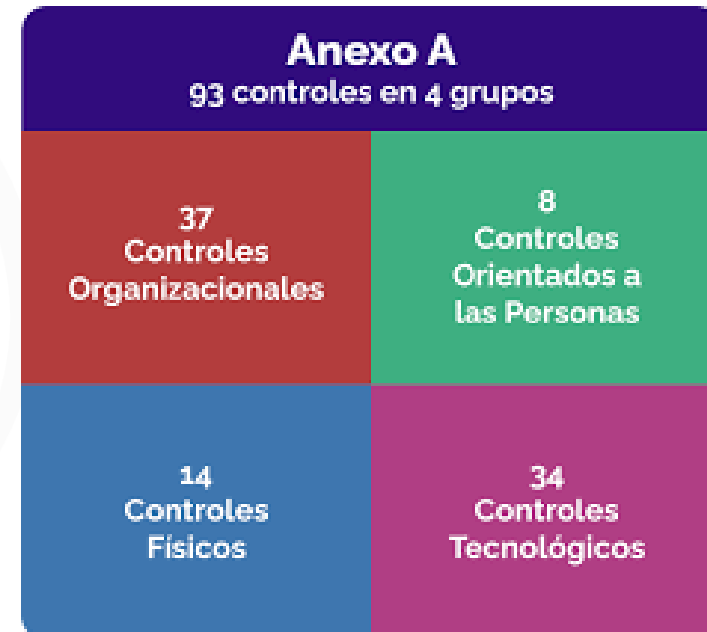 Anexo A
93 controles en 4 grupos
37
Controles
Organizacionales
8
Controles
Orientados a
las Personas
14
Controles
Físicos
34
Controles
Tecnológicos